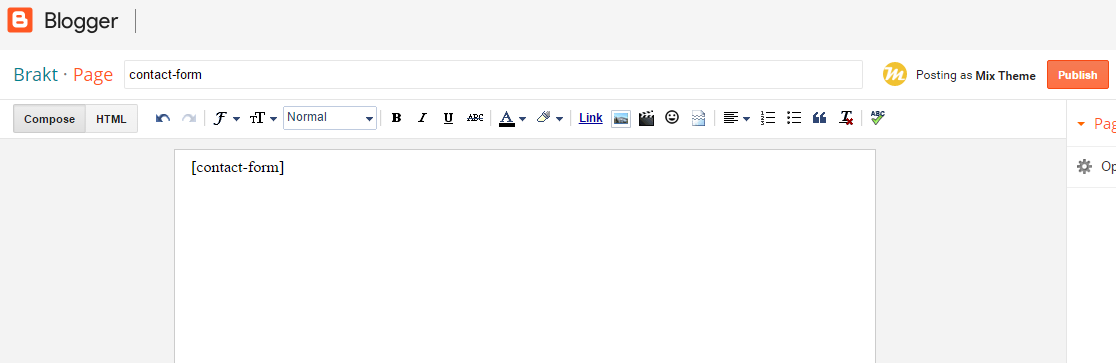 Blogger
Brakt · Page contact-form Posting as Mix Theme Publish
Compose HTML Normal B I U ABC A Link ABC
Pag
[contact-form]
Op